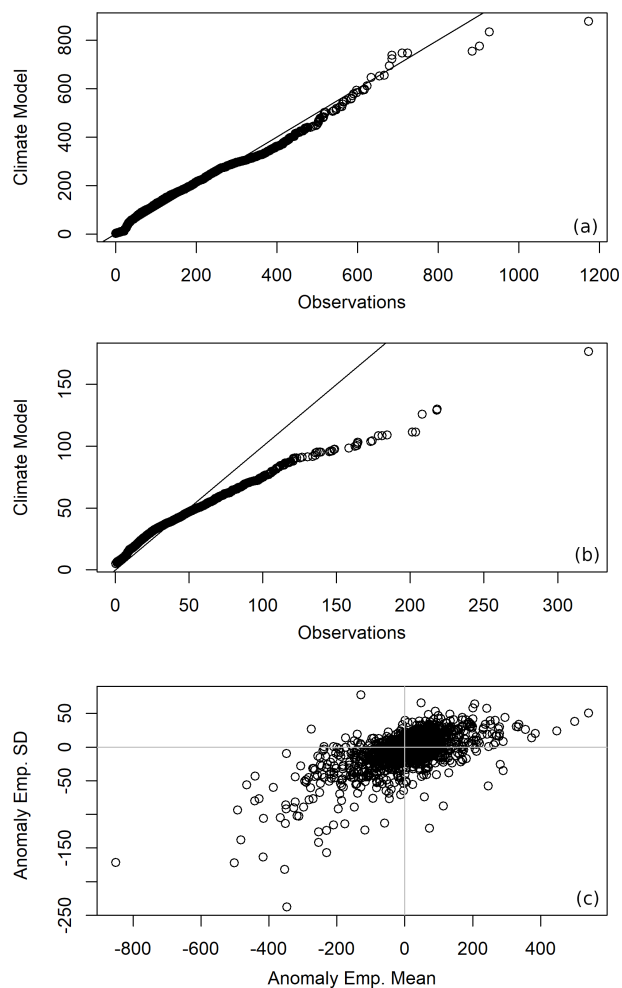 800
600
400
200
0
Climate Model
(a)
0 200 400 600 800 1000 1200
Observations
150
100
50
0
Climate Model
(b)
0 50 100 150 200 250 300
Observations
50
0
-50
-150
-250
Anomaly Emp. SD
(c)
-800 -600 -400 -200 0 200 400
Anomaly Emp. Mean